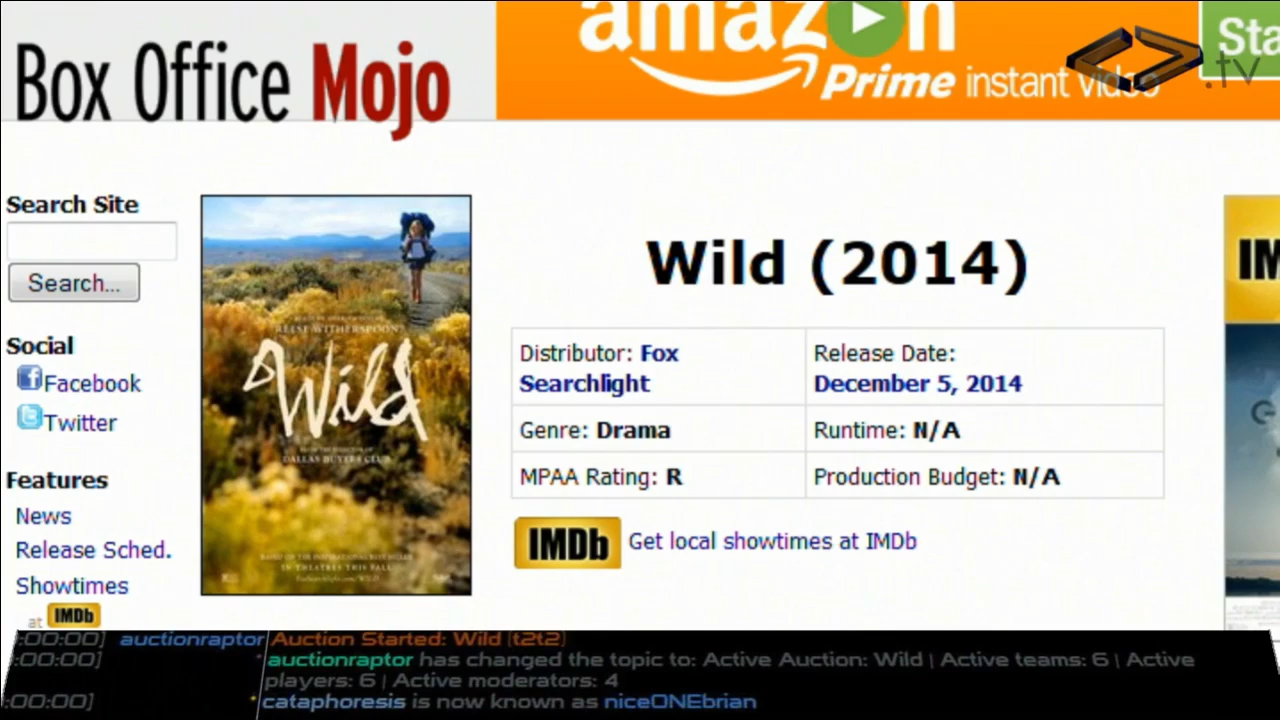 Box Office Mojo
amazon
Prime instant video
Sta
.tv
Search Site
Search...
Social
Facebook
Twitter
Features
News
Release Sched.
Showtimes
at IMDb
REESE WITHERSPOON
Wild
DALLAS BUYERS CLUB
IN THEATRES THIS FALL
Wild (2014)
Distributor: Fox
Searchlight
Release Date:
December 5, 2014
Genre: Drama
Runtime: N/A
MPAA Rating: R
Production Budget: N/A
IMDb Get local showtimes at IMDb
IM
:00:00] auctionraptor Auction Started: Wild [t2t2]
:00:00] * auctionraptor has changed the topic to: Active Auction: Wild | Active teams: 6 | Active
players: 6 | Active moderators: 4
:00:00] * cataphoresis is now known as niceONEbrian